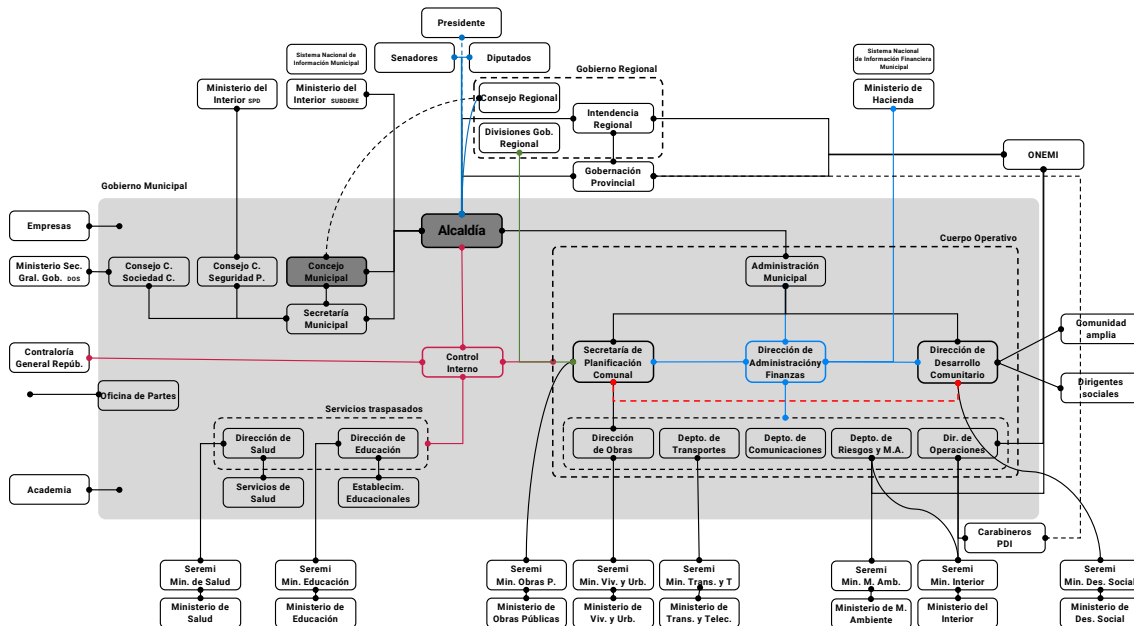 Presidente
Senadores
Diputados
Sistema Nacional de
Información Municipal
Sistema Nacional
de Información Financiera
Municipal
Gobierno Regional
Ministerio del
Interior SPD
Ministerio del
Interior SUBDERE
Consejo Regional
Ministerio de
Hacienda
Intendencia
Regional
Divisiones Gob.
Regional
ONEMI
Gobernación
Provincial
Gobierno Municipal
Empresas
Alcaldía
Cuerpo Operativo
Ministerio Sec.
Gral. Gob. DOS
Consejo C.
Sociedad C.
Consejo C.
Seguridad P.
Concejo
Municipal
Administración
Municipal
Secretaría
Municipal
Comunidad
amplia
Contraloría
General Repúb.
Control
Interno
Secretaría de
Planificación
Comunal
Dirección de
Administracióny
Finanzas
Dirección de
Desarrollo
Comunitario
Dirigentes
sociales
Oficina de Partes
Servicios traspasados
Dirección de
Salud
Dirección de
Educación
Dirección
de Obras
Depto. de
Transportes
Depto. de
Comunicaciones
Depto. de
Riesgos y M.A.
Dir. de
Operaciones
Academia
Servicios de
Salud
Establecim.
Educacionales
Carabineros
PDI
Seremi
Min. de Salud
Seremi
Min. Educación
Seremi
Min. Obras P.
Seremi
Min. Viv. y Urb.
Seremi
Min. Trans. y T
Seremi
Min. M. Amb.
Seremi
Min. Interior
Seremi
Min. Des. Social
Ministerio de
Salud
Ministerio de
Educación
Ministerio de
Obras Públicas
Ministerio de
Viv. y Urb.
Ministerio de
Trans. y Telec.
Ministerio de M.
Ambiente
Ministerio del
Interior
Ministerio de
Des. Social